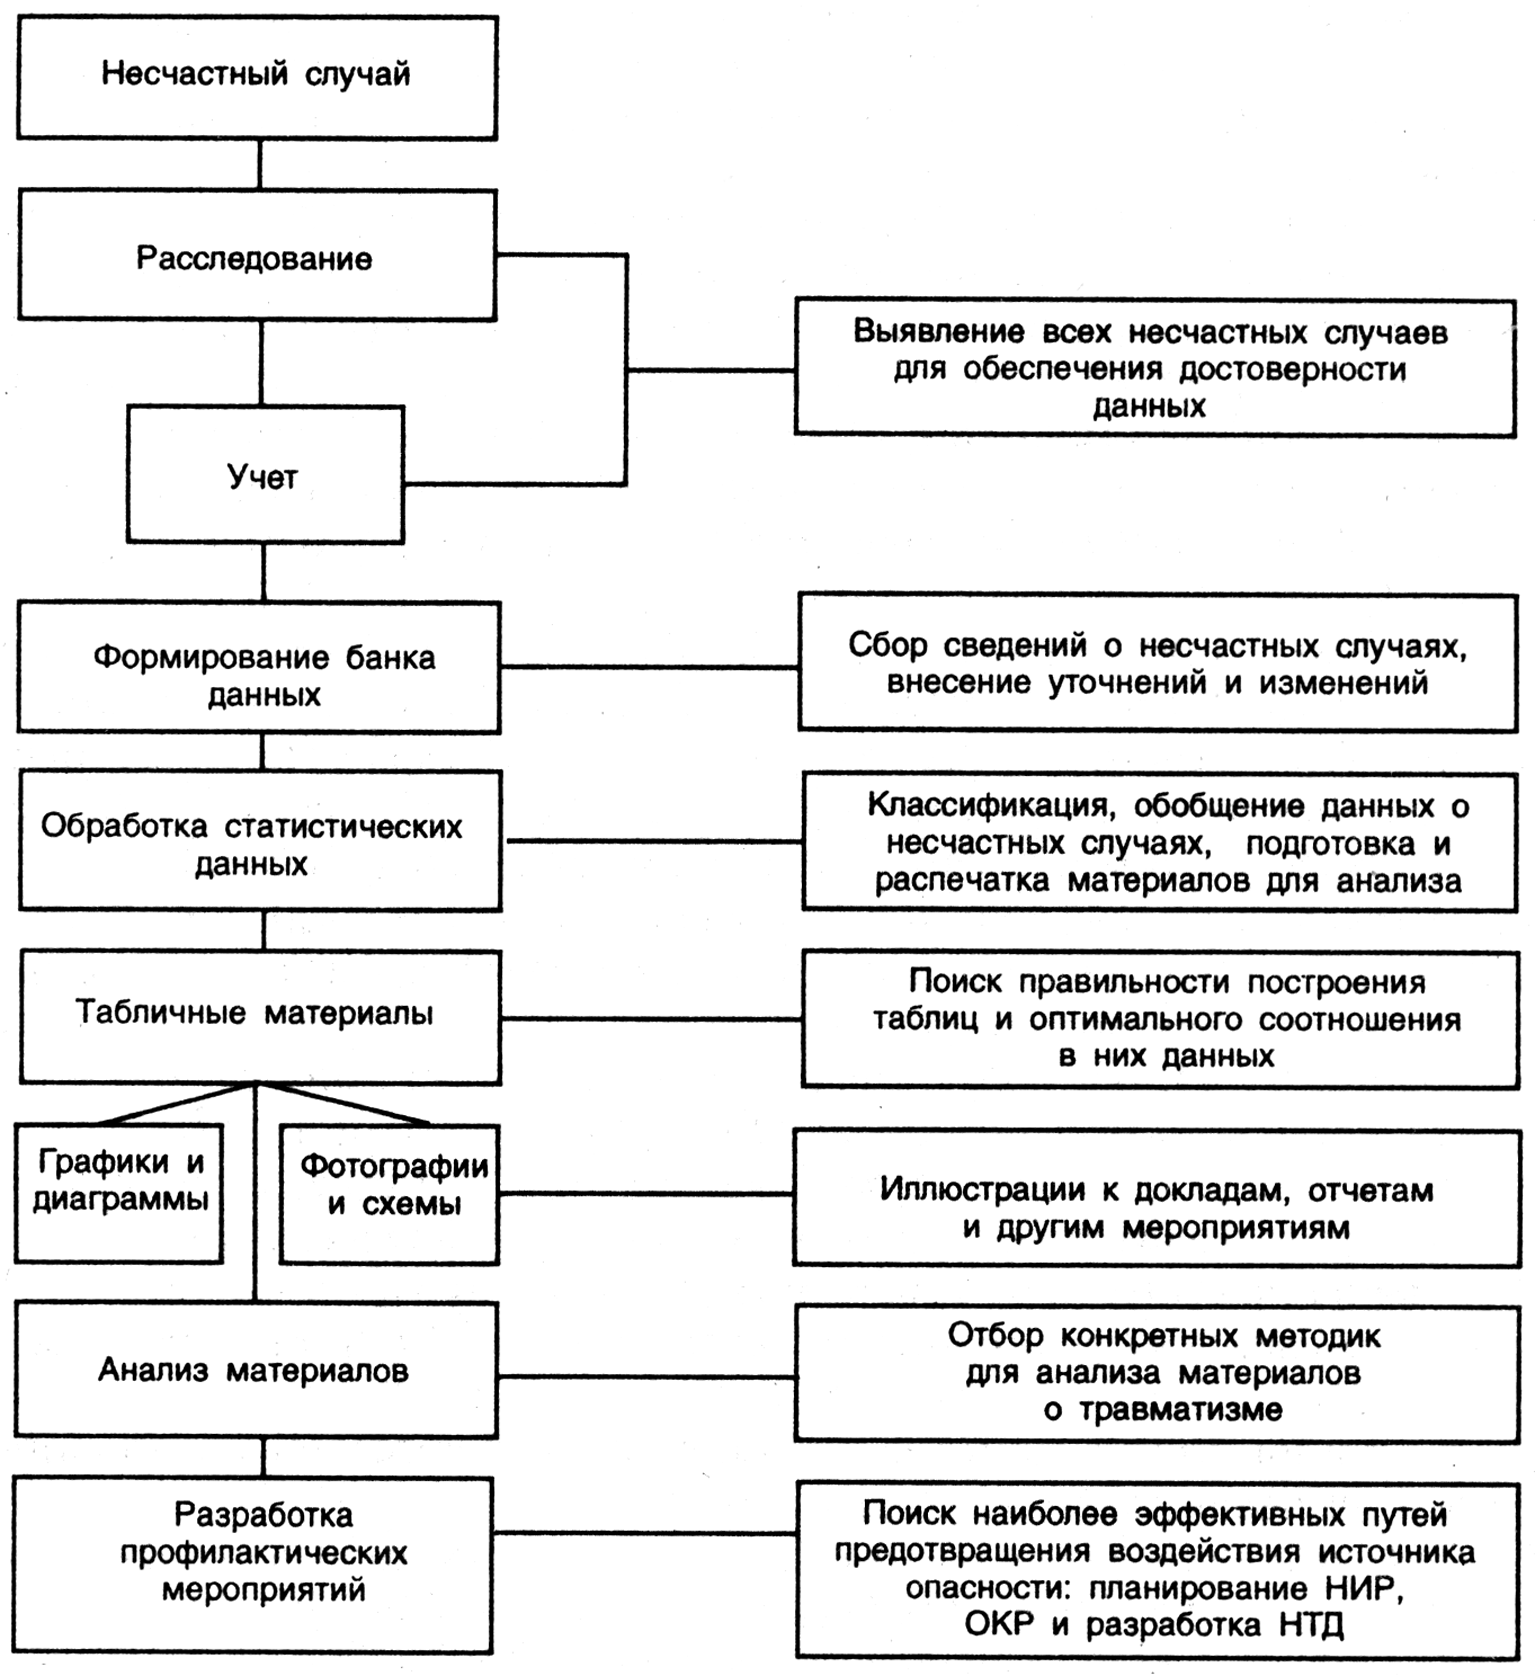 Несчастный случай
Расследование
Выявление всех несчастных случаев
для обеспечения достоверности
данных
Учет
Формирование банка
данных
Сбор сведений о несчастных случаях,
внесение уточнений и изменений
Обработка статистических
данных
Классификация, обобщение данных о
несчастных случаях, подготовка и
распечатка материалов для анализа
Табличные материалы
Поиск правильности построения
таблиц и оптимального соотношения
в них данных
Графики и
диаграммы
Фотографии
и схемы
Иллюстрации к докладам, отчетам
и другим мероприятиям
Анализ материалов
Отбор конкретных методик
для анализа материалов
о травматизме
Разработка
профилактических
мероприятий
Поиск наиболее эффективных путей
предотвращения воздействия источника
опасности: планирование НИР,
ОКР и разработка НТД